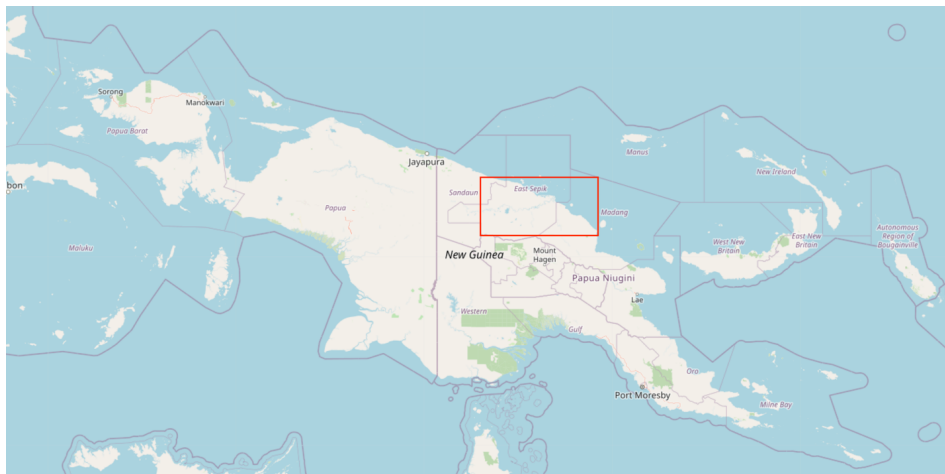 Sorong
Manokwari
Papua Barat
Jayapura
Manus
bon
Sandaun
East Sepik
New Ireland
Papua
Madang
Maluku
New Guinea
Mount
Hagen
West New
Britain
East New
Britain
Autonomous
Region of
Bougainville
Papua Niugini
Lae
Western
Gulf
Oro
Port Moresby
Milne Bay